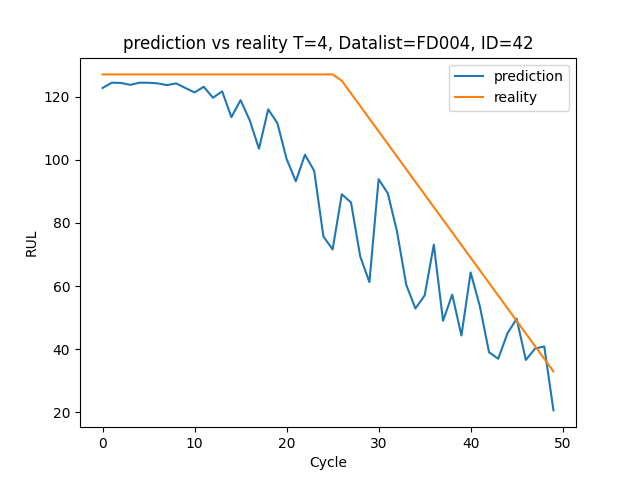 prediction vs reality T=4, Datalist=FD004, ID=42
prediction
reality
120
100
80
60
40
20
RUL
0 10 20 30 40 50
Cycle